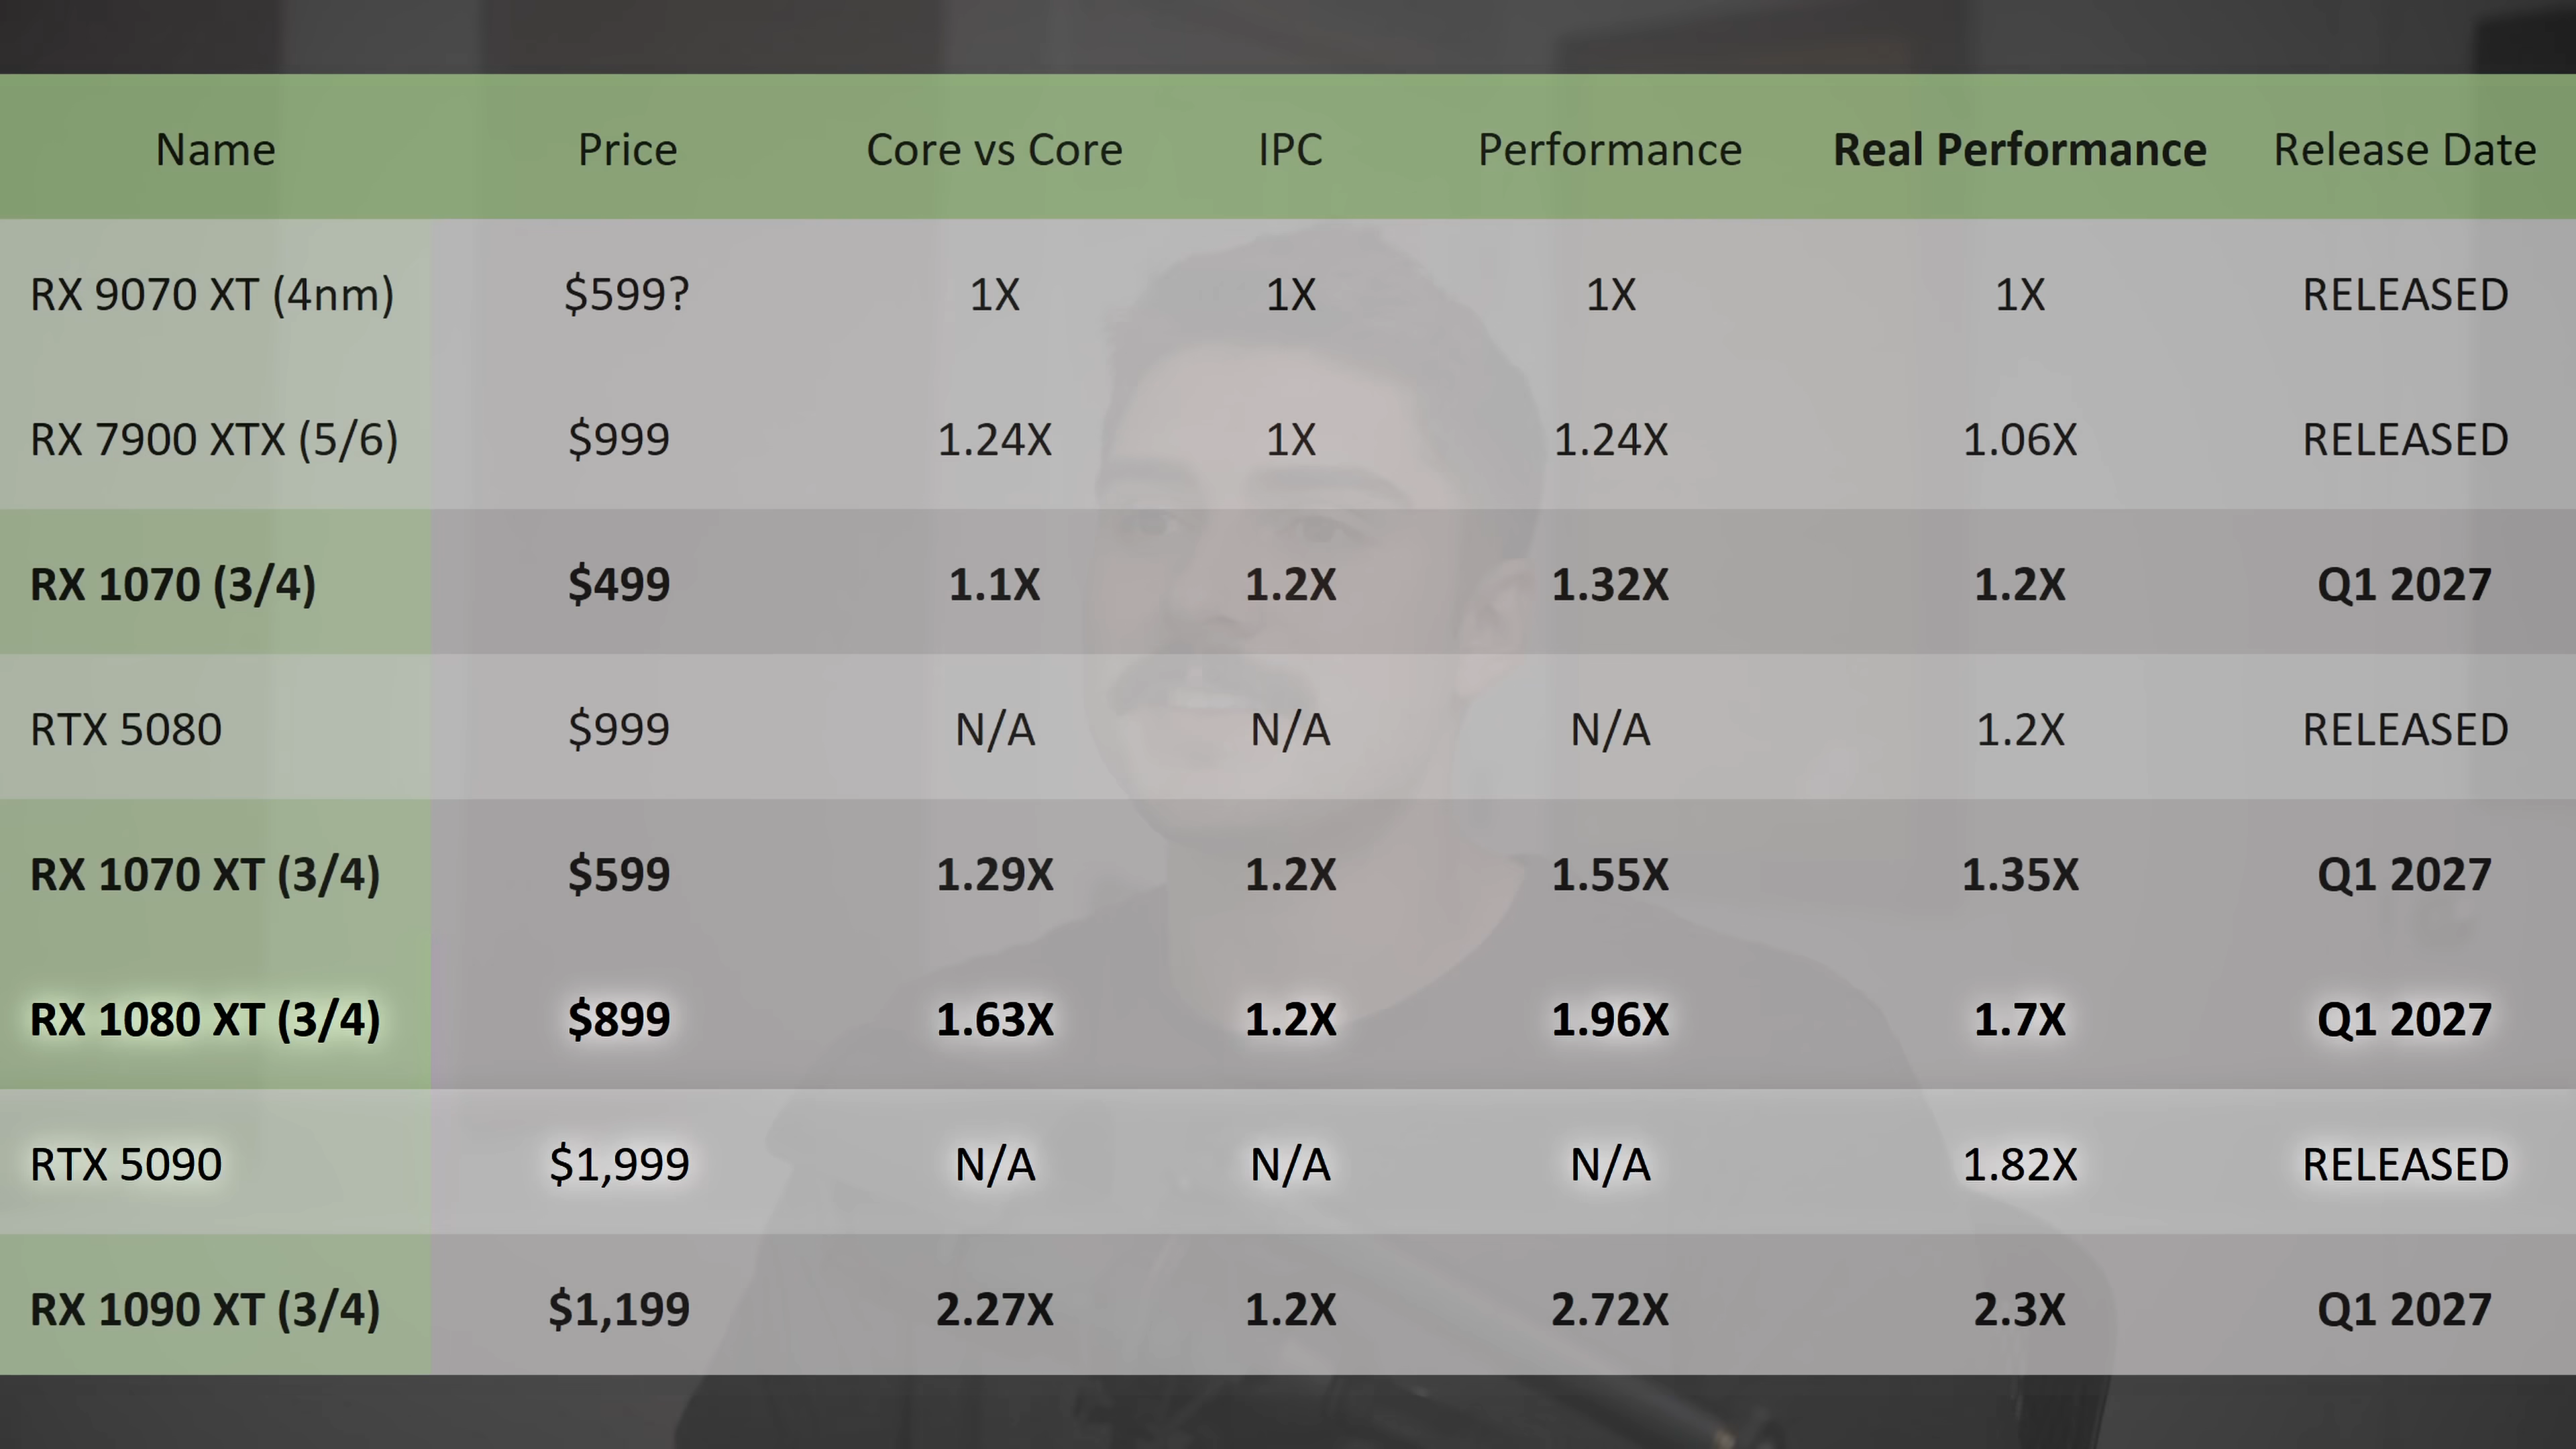 Name Price Core vs Core IPC Performance Real Performance Release Date
RX 9070 XT (4nm) $599? 1X 1X 1X 1X RELEASED
RX 7900 XTX (5/6) $999 1.24X 1X 1.24X 1.06X RELEASED
RX 1070 (3/4) $499 1.1X 1.2X 1.32X 1.2X Q1 2027
RTX 5080 $999 N/A N/A N/A 1.2X RELEASED
RX 1070 XT (3/4) $599 1.29X 1.2X 1.55X 1.35X Q1 2027
RX 1080 XT (3/4) $899 1.63X 1.2X 1.96X 1.7X Q1 2027
RTX 5090 $1,999 N/A N/A N/A 1.82X RELEASED
RX 1090 XT (3/4) $1,199 2.27X 1.2X 2.72X 2.3X Q1 2027